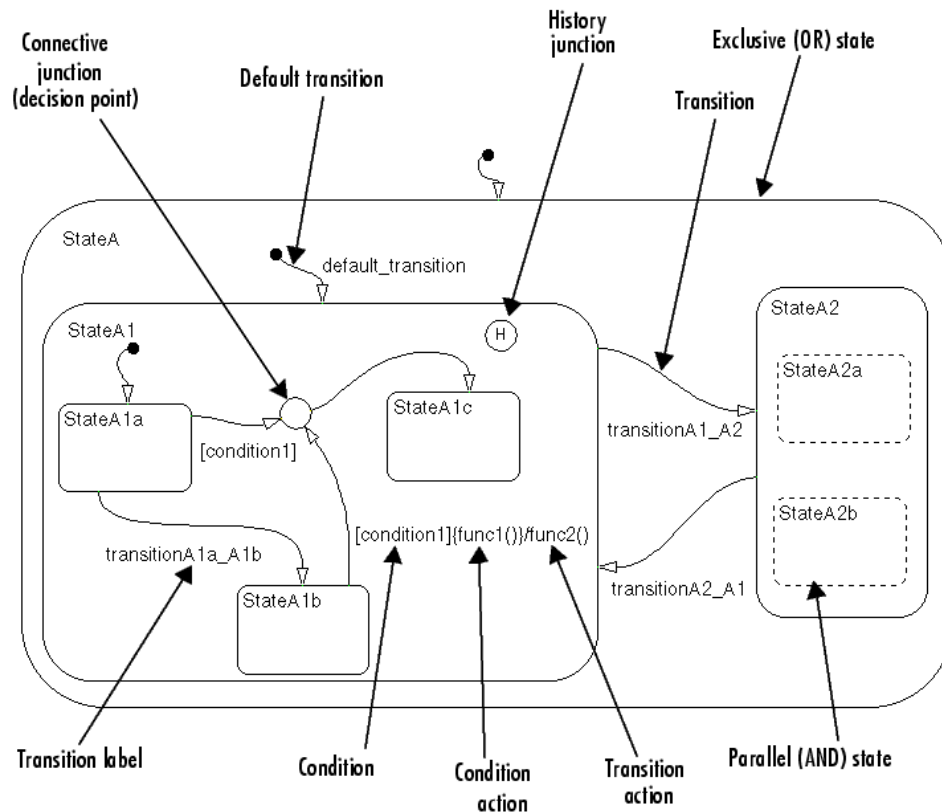 Connective
junction
(decision point)
Default transition
History
junction
Exclusive (OR) state
Transition
StateA
default_transition
StateA1
H
StateA2
StateA2a
StateA1a
StateA1c
[condition1]
transitionA1_A2
StateA2b
[condition1]{func1()}/func2()
transitionA1a_A1b
transitionA2_A1
StateA1b
Transition label
Condition
Condition
action
Transition
action
Parallel (AND) state